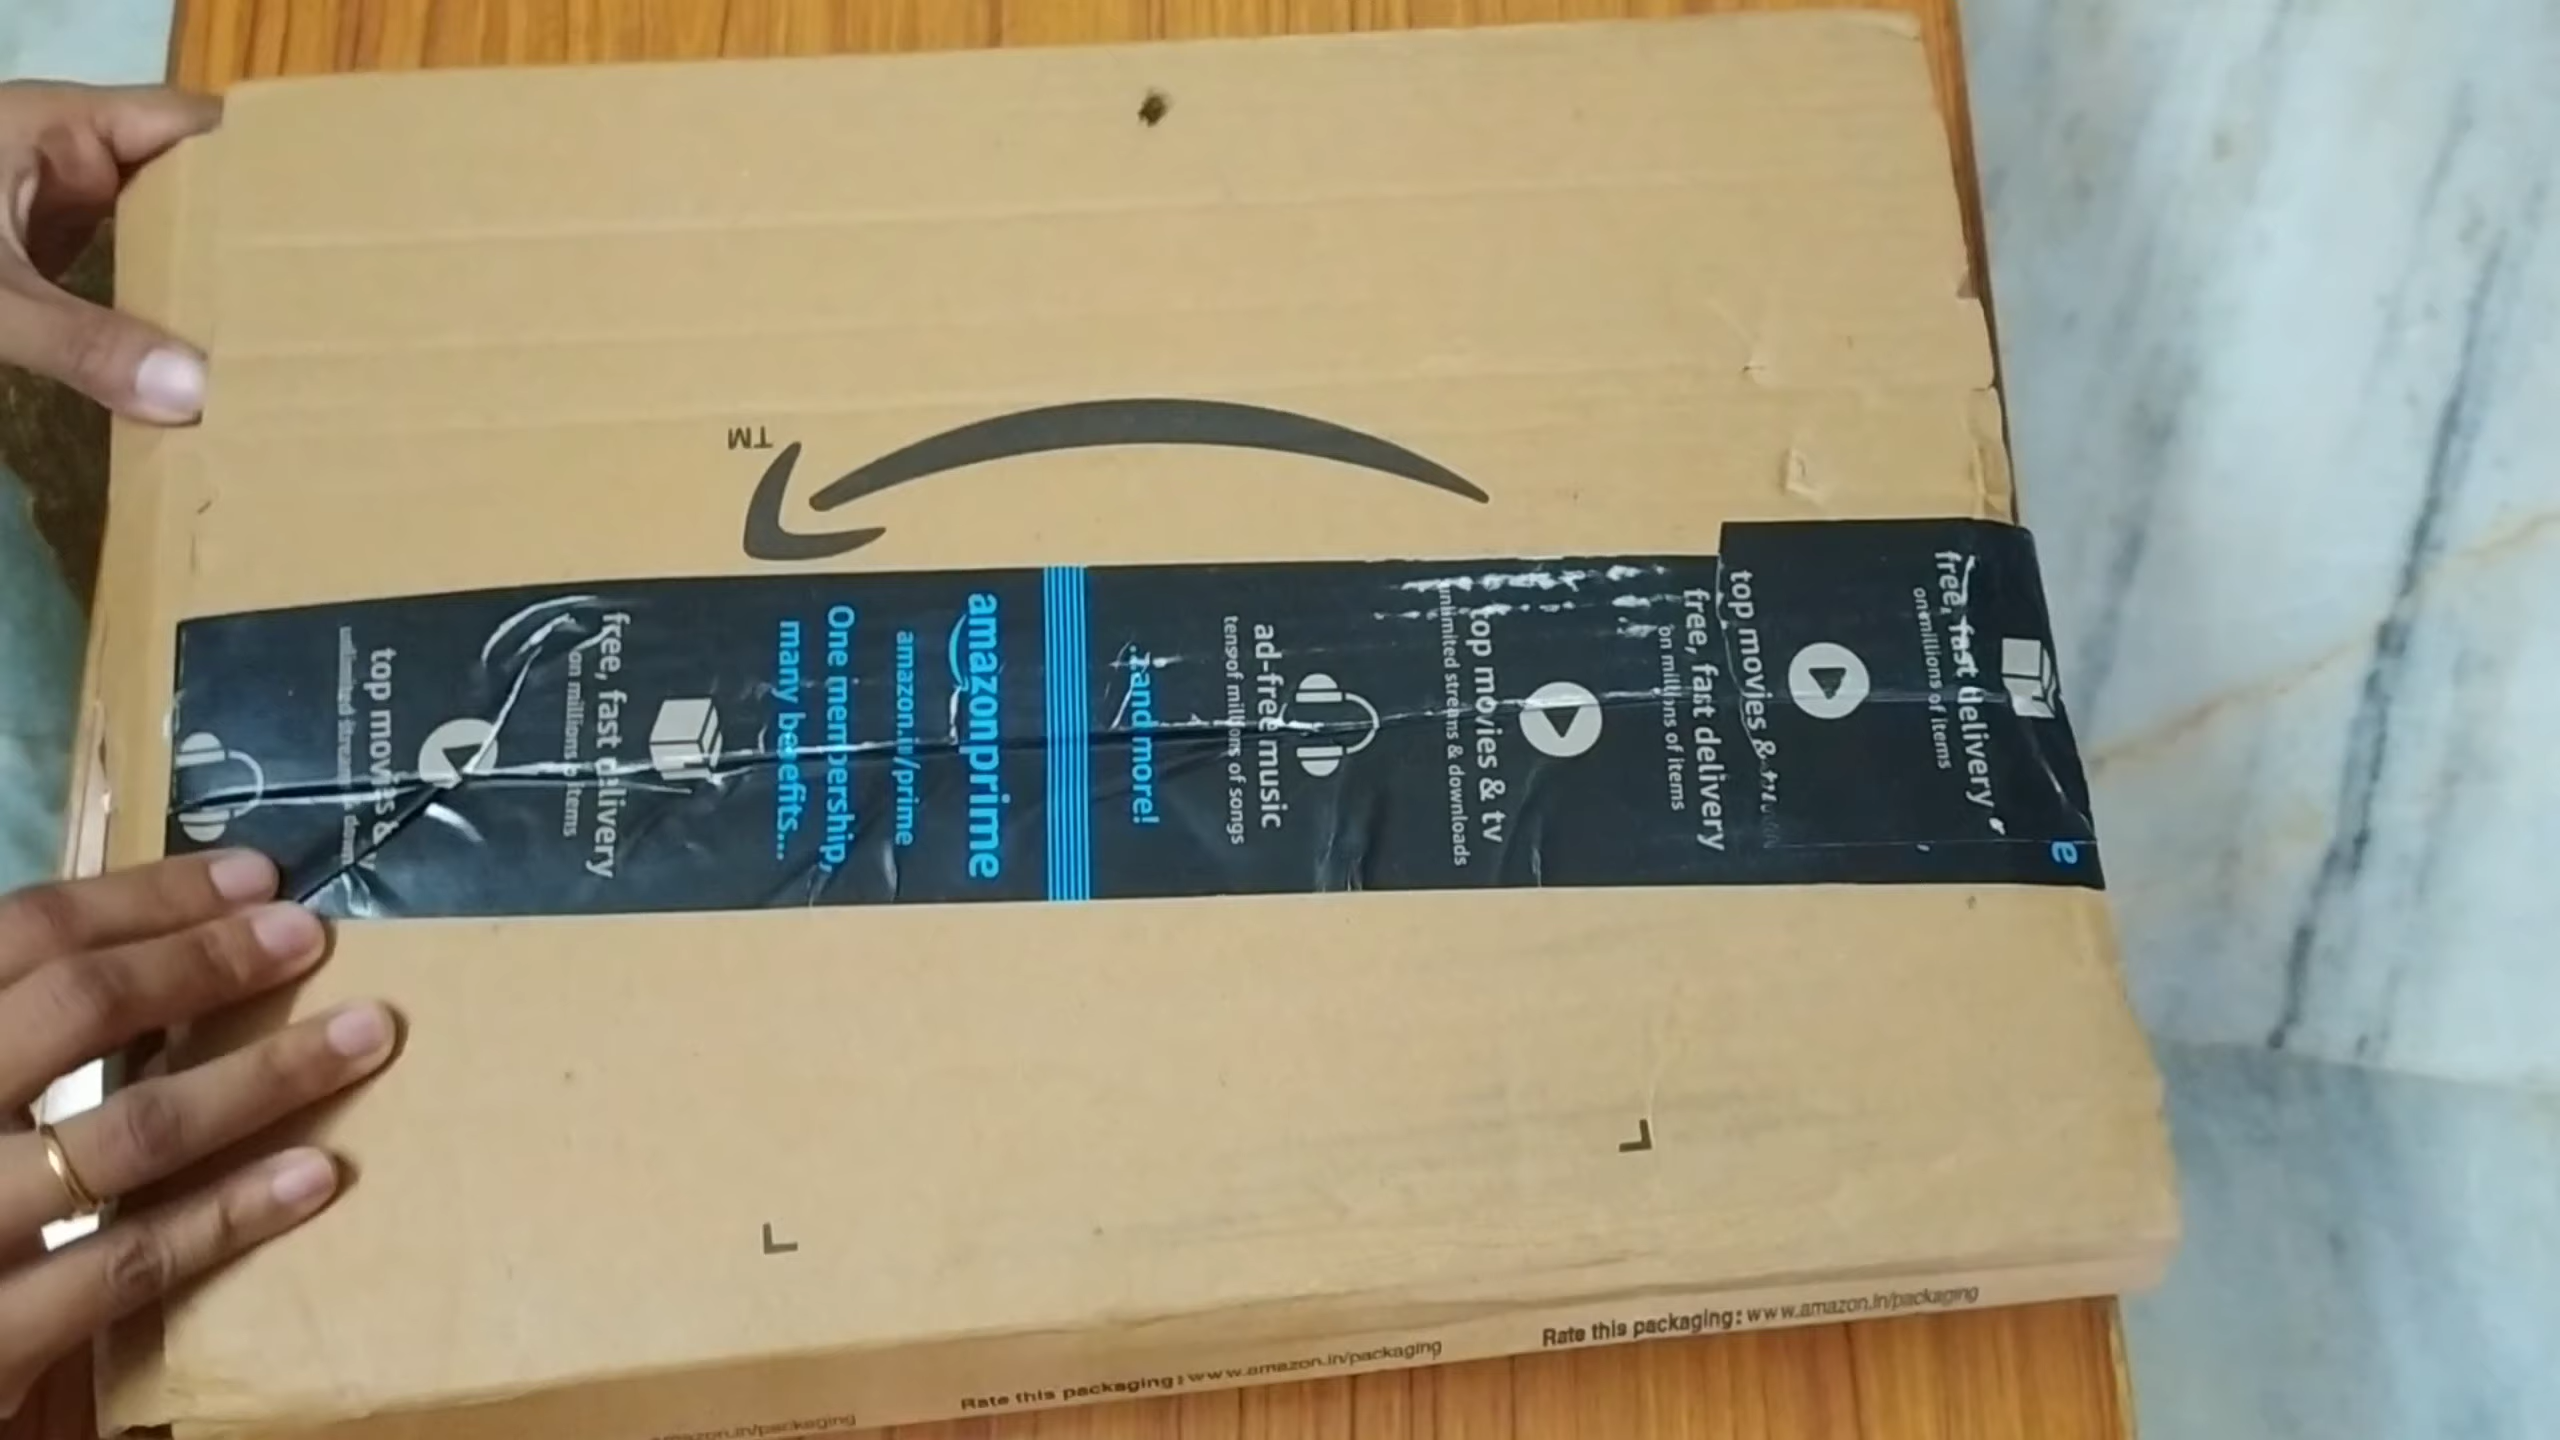 TM
top movies &
free, fast delivery
on millions of items
One membership,
many benefits...
amazon.in/prime
amazonprime
...and more!
ad-free music
tens of millions of songs
top movies & tv
unlimited streams & downloads
free, fast delivery
on millions of items
top movies &
free, fast delivery
on millions of items
e
Rate this packaging: www.amazon.in/packaging
Rate this packaging: www.amazon.in/packaging
amazon.in/packaging